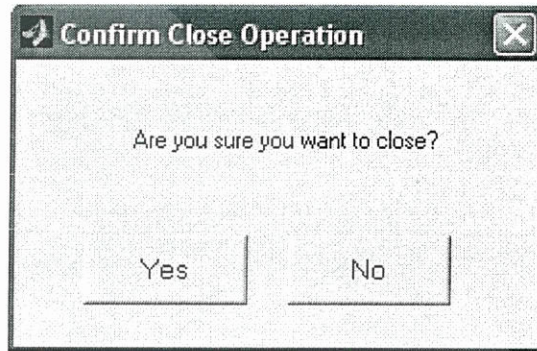 Confirm Close Operation
Are you sure you want to close?
Yes No